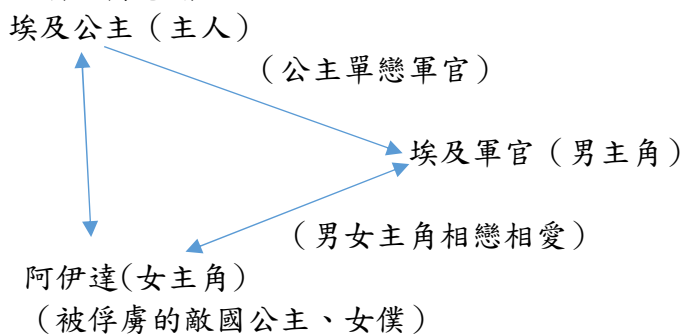 埃及公主（主人）
（公主單戀軍官）
埃及軍官（男主角）
（男女主角相戀相愛）
阿伊達(女主角)
（被俘虜的敵國公主、女僕）